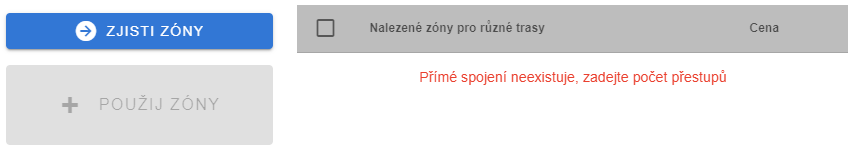 ZJISTI ZÓNY
POUŽIJ ZÓNY
Nalezené zóny pro různé trasy
Cena
Přímé spojení neexistuje, zadejte počet přestupů